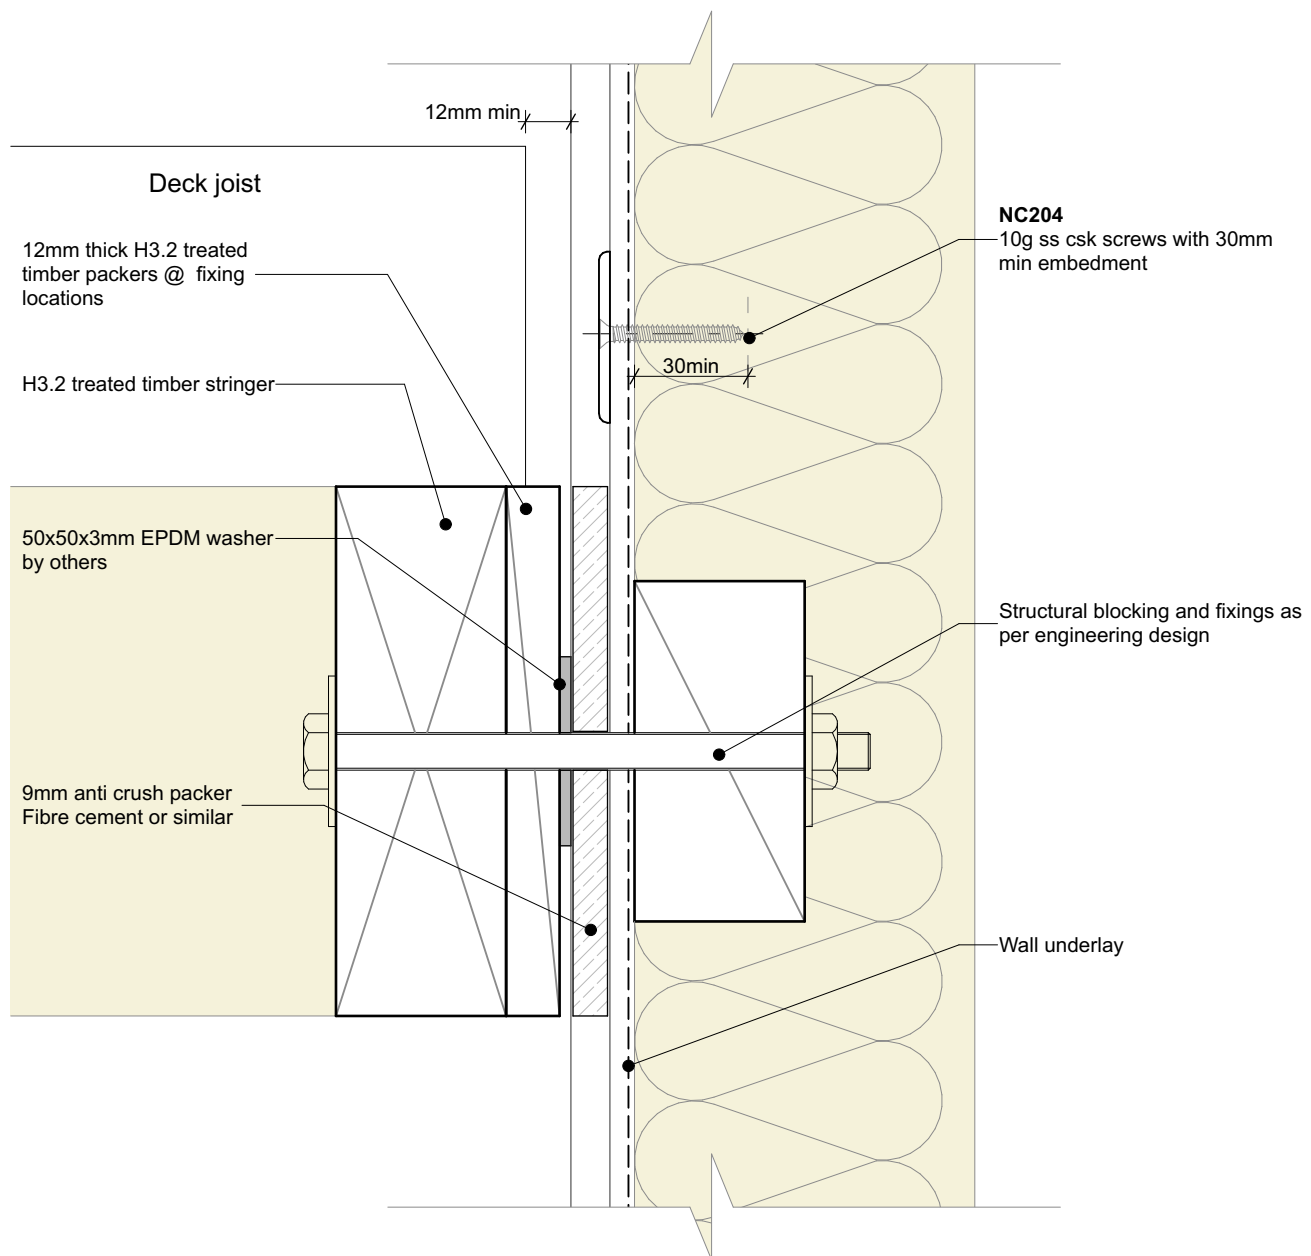 12mm min
Deck joist
12mm thick H3.2 treated
timber packers @ fixing
locations
H3.2 treated timber stringer
50x50x3mm EPDM washer
by others
9mm anti crush packer
Fibre cement or similar
NC204
10g ss csk screws with 30mm
min embedment
30min
Structural blocking and fixings as
per engineering design
Wall underlay